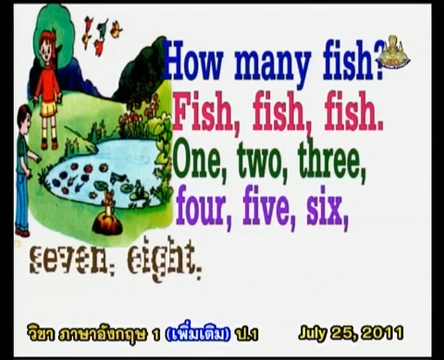 How many fish?
Fish, fish, fish.
One, two, three,
four, five, six,
seven, eight,
วิชา ภาษาอังกฤษ 1 (เพิ่มเติม) ป.1
July 25, 2011